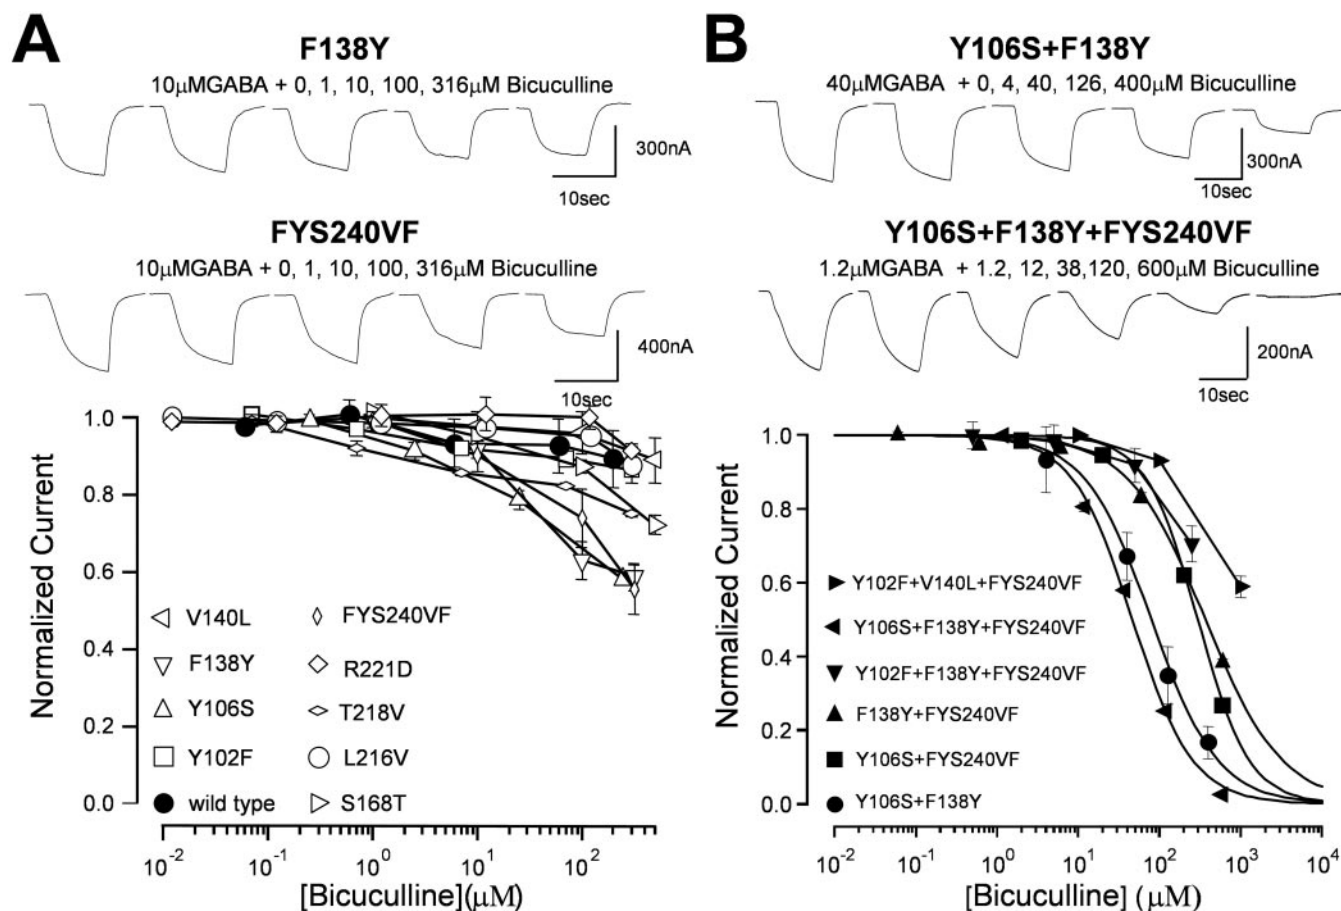 A
F138Y
10μMGABA + 0, 1, 10, 100, 316μM Bicuculline
300nA
10sec
FYS240VF
10μMGABA + 0, 1, 10, 100, 316μM Bicuculline
400nA
10sec
Normalized Current
1.0
0.8
0.6
0.4
0.2
0.0
V140L
F138Y
Y106S
Y102F
wild type
FYS240VF
R221D
T218V
L216V
S168T
10⁻² 10⁻¹ 10⁰ 10¹ 10²
[Bicuculline](μM)
B
Y106S+F138Y
40μMGABA + 0, 4, 40, 126, 400μM Bicuculline
300nA
10sec
Y106S+F138Y+FYS240VF
1.2μMGABA + 1.2, 12, 38,120, 600μM Bicuculline
200nA
10sec
Normalized Current
1.0
0.8
0.6
0.4
0.2
0.0
Y102F+V140L+FYS240VF
Y106S+F138Y+FYS240VF
Y102F+F138Y+FYS240VF
F138Y+FYS240VF
Y106S+FYS240VF
Y106S+F138Y
10⁻² 10⁻¹ 10⁰ 10¹ 10² 10³ 10⁴
[Bicuculline] (μM)